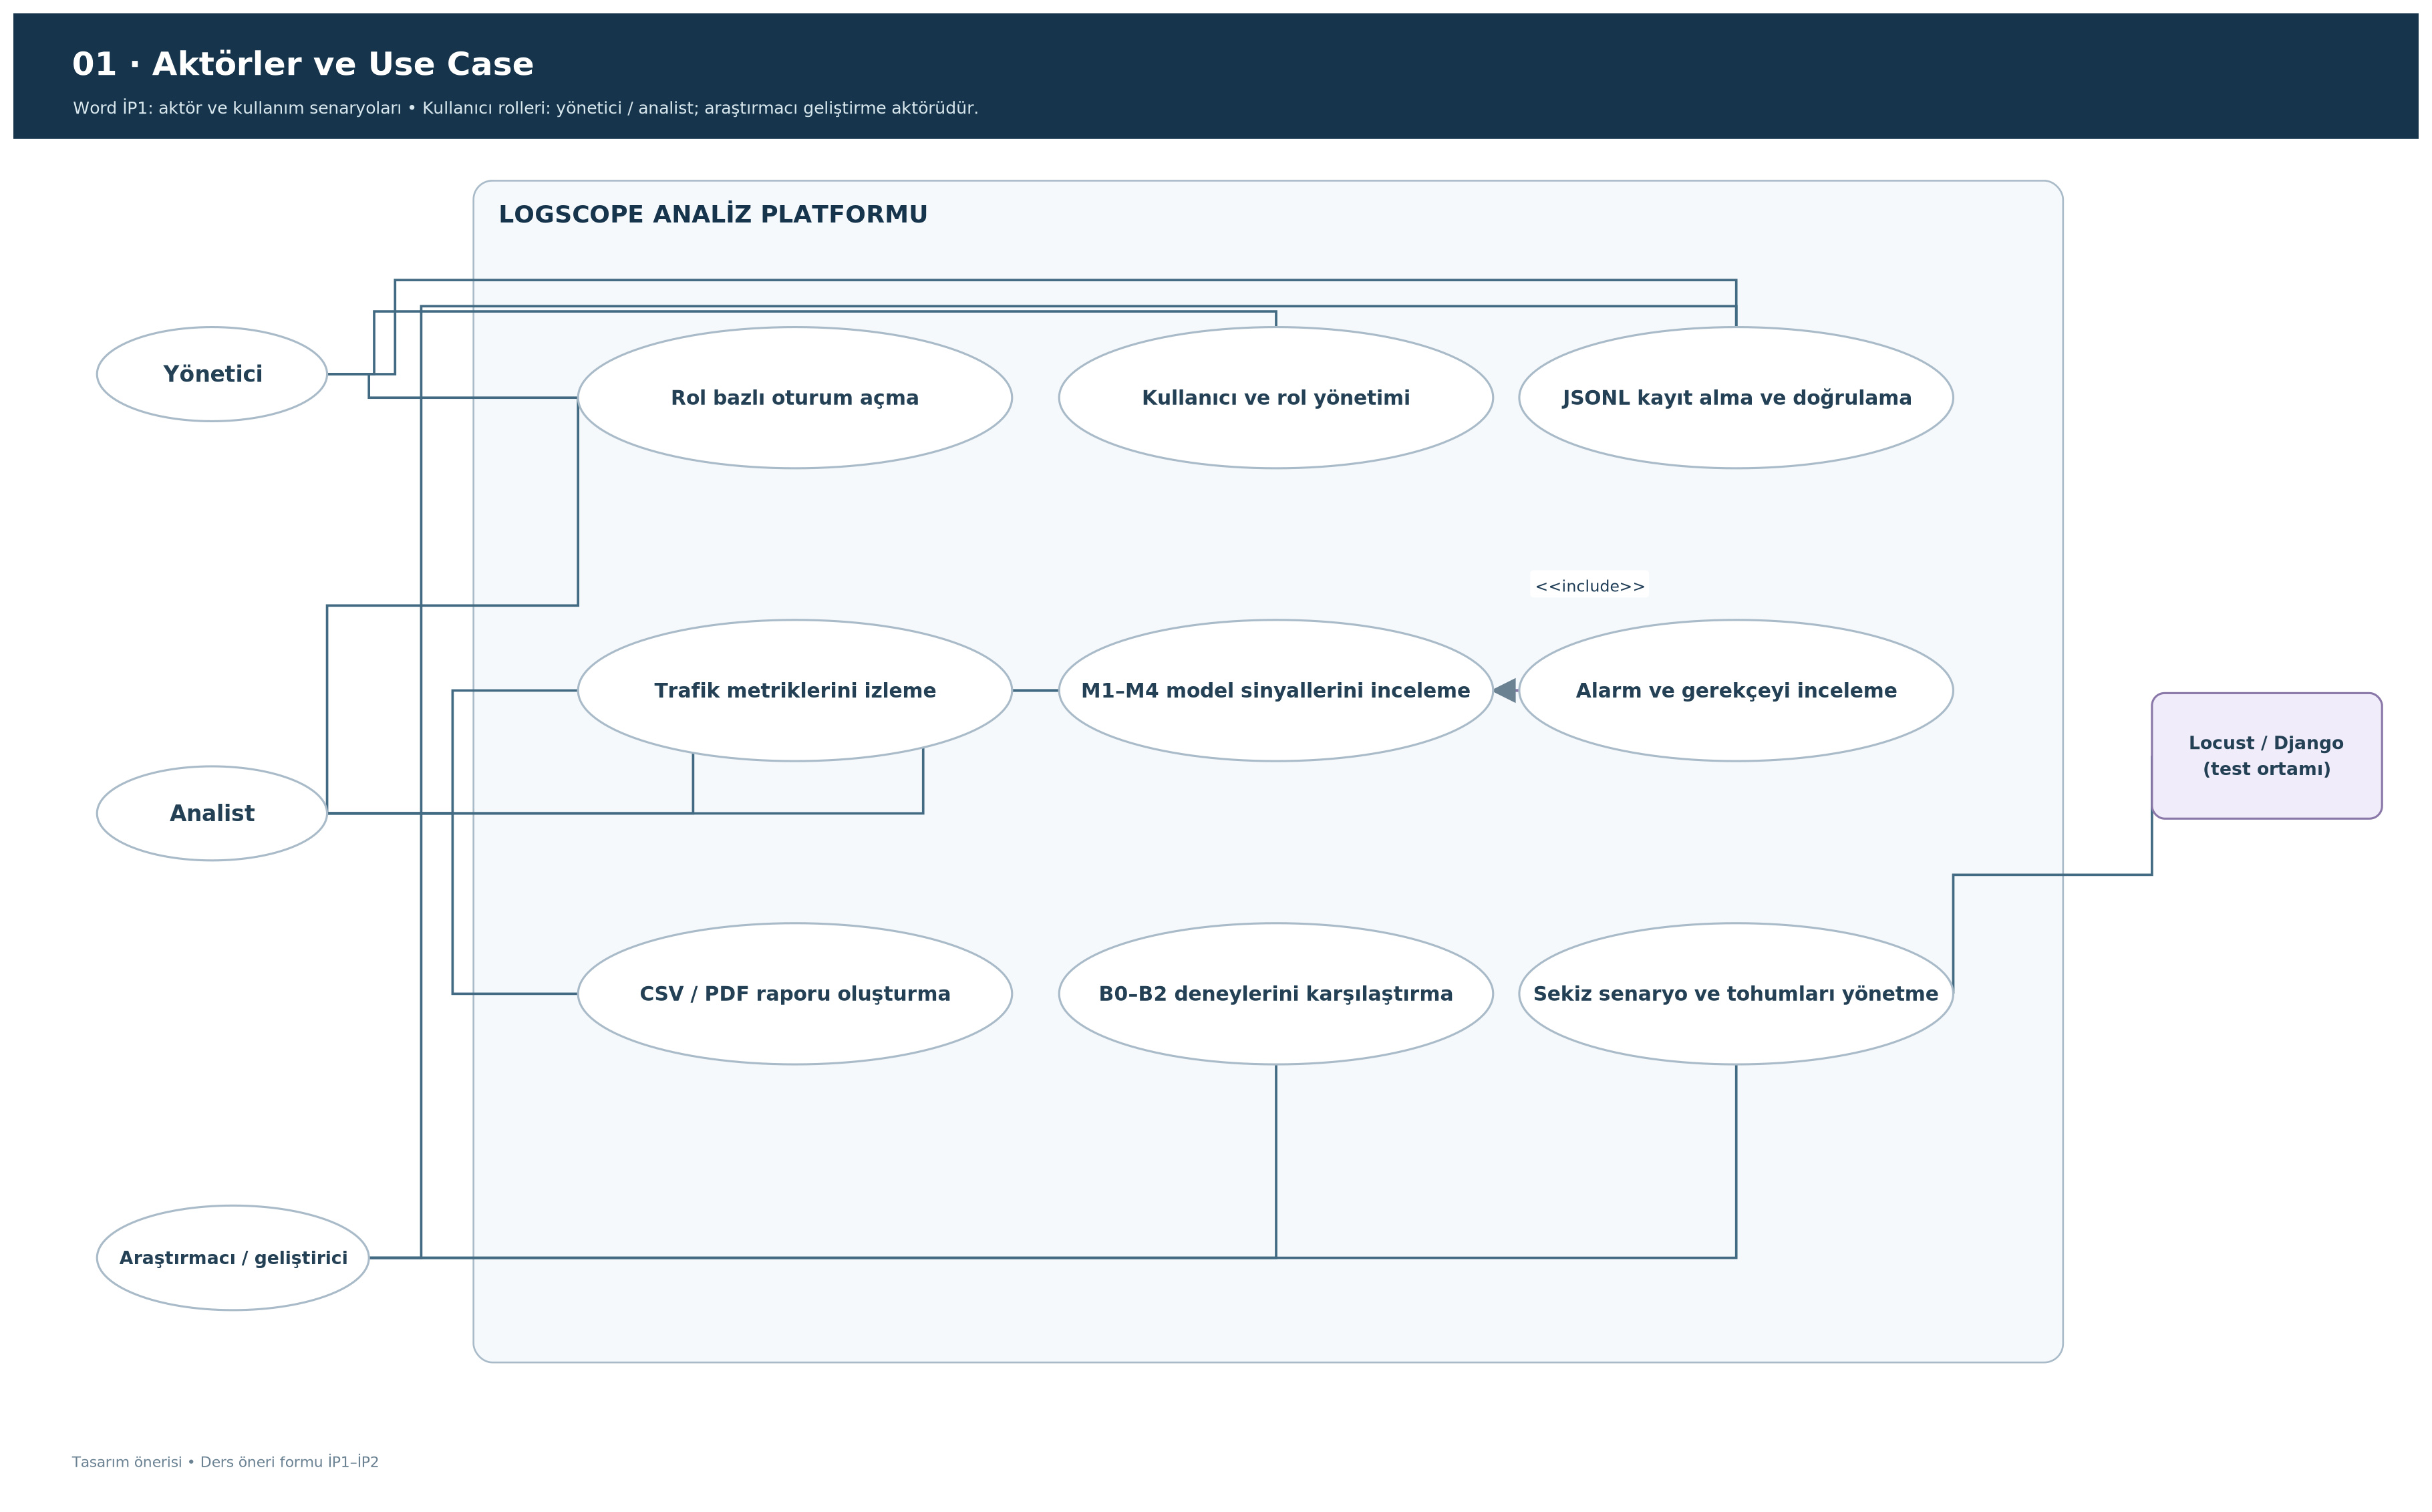 01 · Aktörler ve Use Case
Word İP1: aktör ve kullanım senaryoları • Kullanıcı rolleri: yönetici / analist; araştırmacı geliştirme aktörüdür.
LOGSCOPE ANALİZ PLATFORMU
Yönetici
Rol bazlı oturum açma
Kullanıcı ve rol yönetimi
JSONL kayıt alma ve doğrulama
<<include>>
Trafik metriklerini izleme
M1–M4 model sinyallerini inceleme
Alarm ve gerekçeyi inceleme
Locust / Django
(test ortamı)
Analist
CSV / PDF raporu oluşturma
B0–B2 deneylerini karşılaştırma
Sekiz senaryo ve tohumları yönetme
Araştırmacı / geliştirici
Tasarım önerisi • Ders öneri formu İP1–İP2